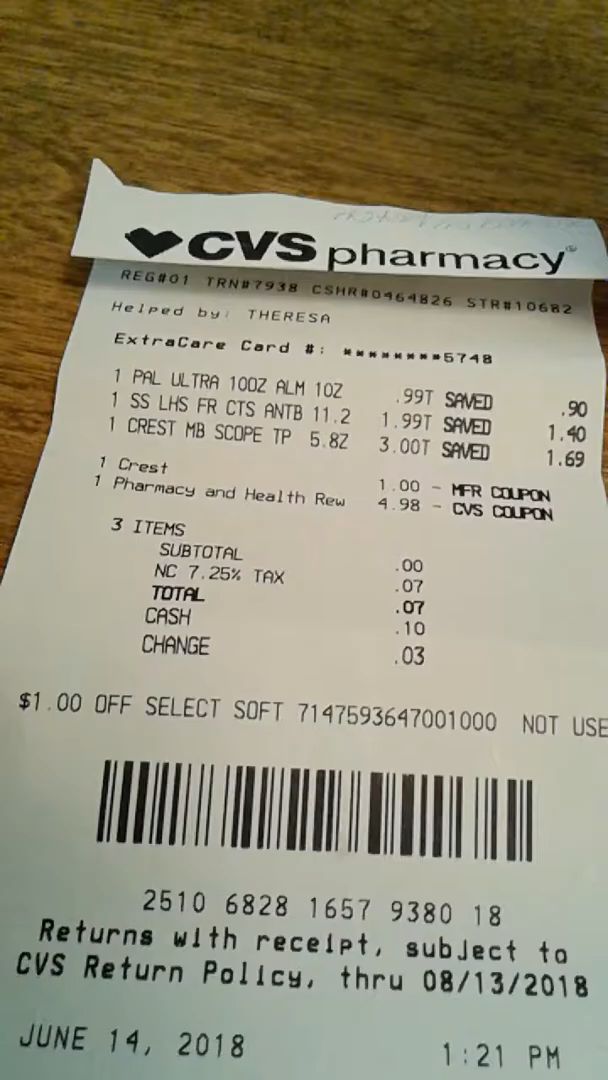 CVS pharmacy®
REG#01 TRN#7938 CSHR#0464826 STR#10682
Helped by: THERESA
ExtraCare Card #: ********5748
1 PAL ULTRA 10OZ ALM 10Z .99T SAVED .90
1 SS LHS FR CTS ANTB 11.2 1.99T SAVED 1.40
1 CREST MB SCOPE TP 5.8Z 3.00T SAVED 1.69
1 Crest 1.00 - MFR COUPON
1 Pharmacy and Health Rew 4.98 - CVS COUPON
3 ITEMS
SUBTOTAL .00
NC 7.25% TAX .07
TOTAL .07
CASH .10
CHANGE .03
$1.00 OFF SELECT SOFT 7147593647001000 NOT USE
2510 6828 1657 9380 18
Returns with receipt, subject to
CVS Return Policy, thru 08/13/2018
JUNE 14, 2018 1:21 PM